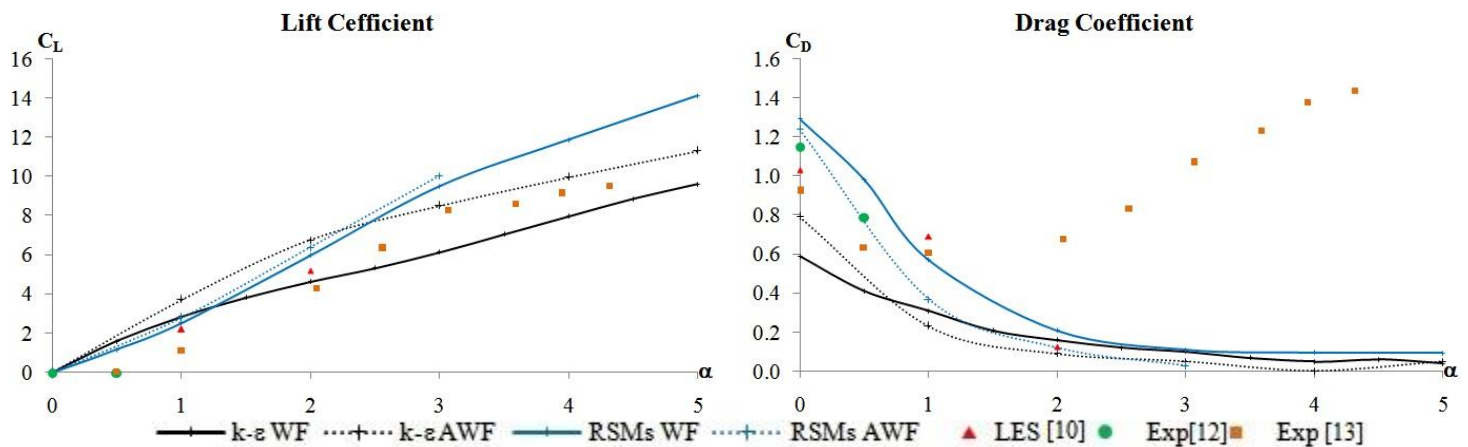 Lift Cefficient
C_L
16
14
12
10
8
6
4
2
0
0 1 2 3 4 5
α
Drag Coefficient
C_D
1.6
1.4
1.2
1.0
0.8
0.6
0.4
0.2
0.0
0 1 2 3 4 5
α
k-ε WF k-ε AWF RSMs WF RSMs AWF LES [10] Exp[12] Exp [13]